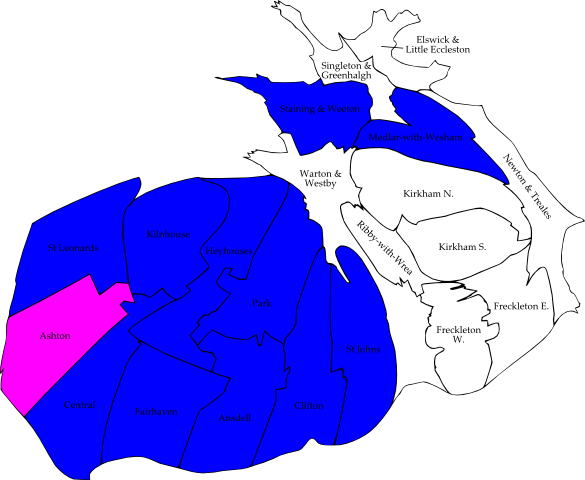 Elswick &
Little Eccleston
Singleton &
Greenhalgh
Staining & Weeton
Medlar-with-Wesham
Newton & Treales
Warton &
Westby
Kirkham N.
Ribby-with-Wrea
Kirkham S.
St Leonards
Kilnhouse
Heyhouses
Park
Freckleton E.
Freckleton
W.
Ashton
St Johns
Central
Fairhaven
Ansdell
Clifton